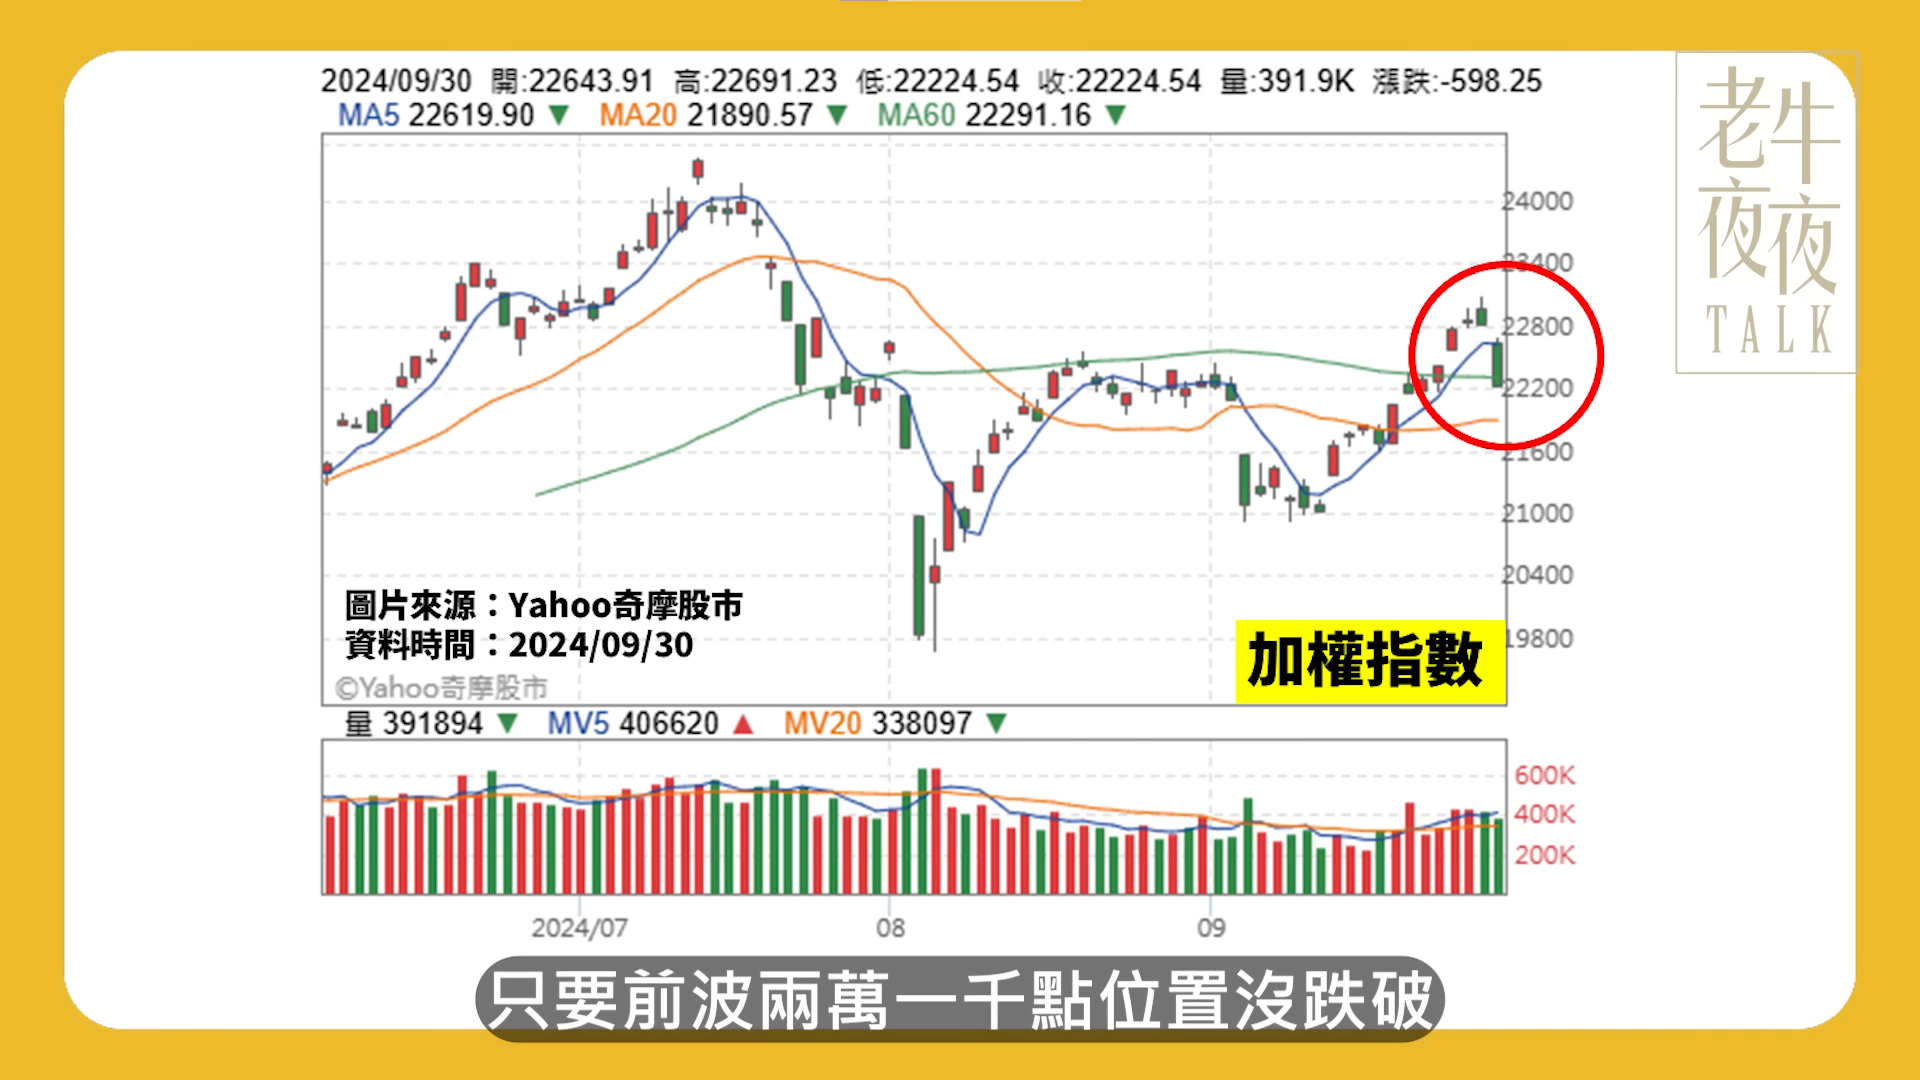 2024/09/30 開:22643.91 高:22691.23 低:22224.54 收:22224.54 量:391.9K 漲跌:-598.25
MA5 22619.90 ▼ MA20 21890.57 ▼ MA60 22291.16 ▼
老牛
夜夜
TALK
24000
23400
22800
22200
21600
21000
20400
19800
圖片來源：Yahoo奇摩股市
資料時間：2024/09/30
©Yahoo奇摩股市
加權指數
量 391894 ▼ MV5 406620 ▲ MV20 338097 ▼
600K
400K
200K
2024/07 08 09
只要前波兩萬一千點位置沒跌破